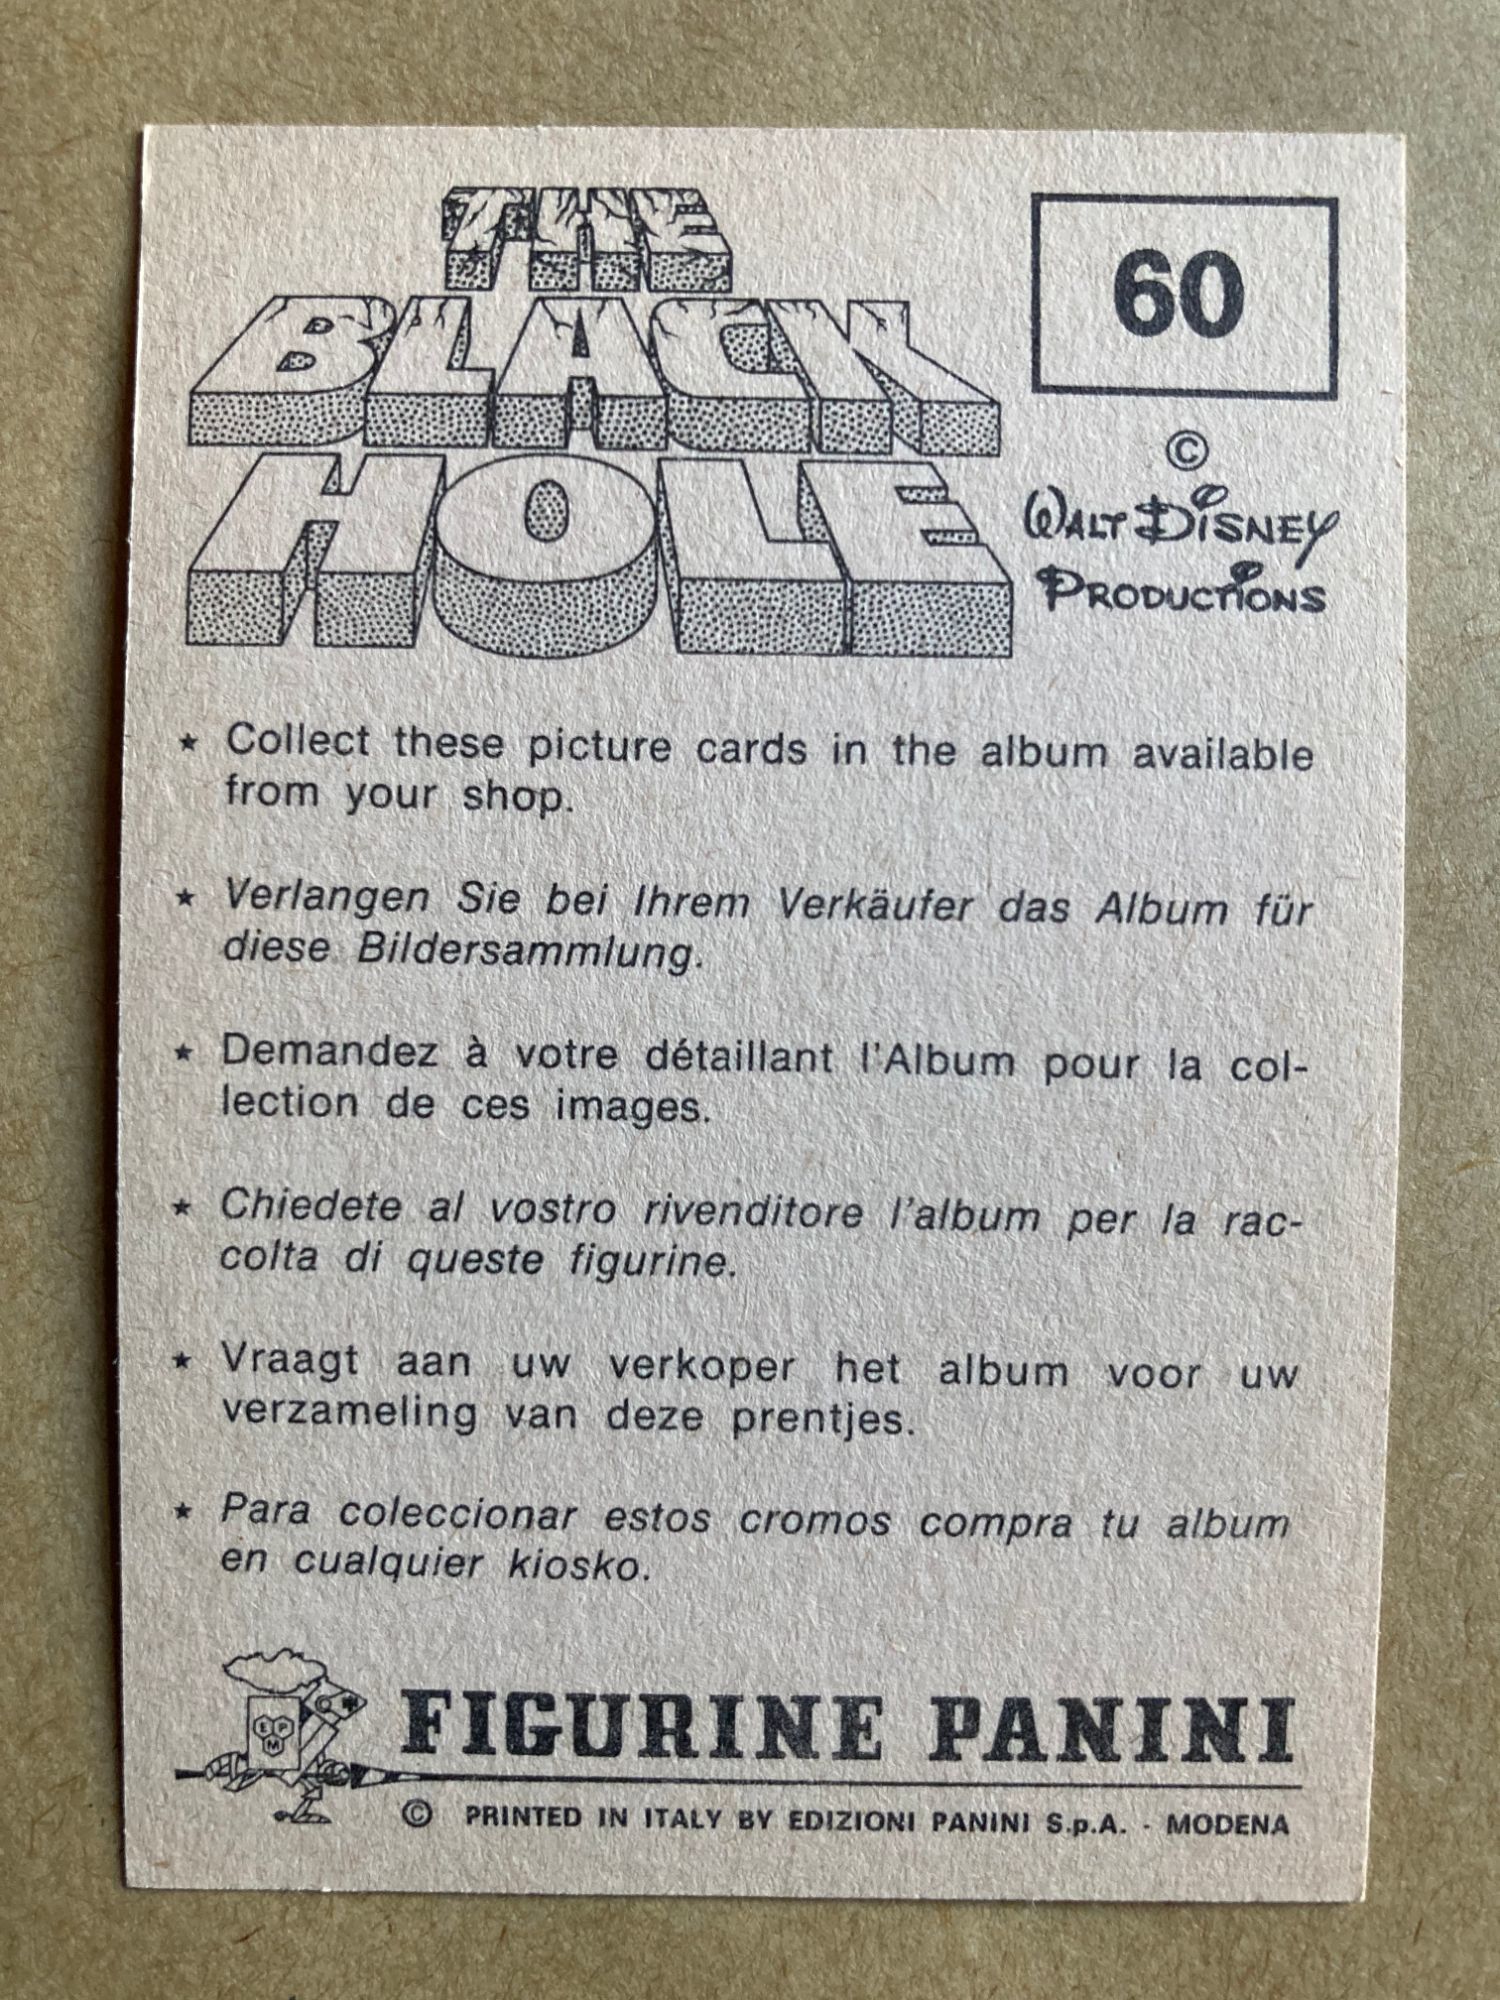 THE
BLACK
HOLE
60
©
WALT DISNEY
PRODUCTIONS
★ Collect these picture cards in the album available
from your shop.
★ Verlangen Sie bei Ihrem Verkäufer das Album für
diese Bildersammlung.
★ Demandez à votre détaillant l'Album pour la col-
lection de ces images.
★ Chiedete al vostro rivenditore l'album per la rac-
colta di queste figurine.
★ Vraagt aan uw verkoper het album voor uw
verzameling van deze prentjes.
★ Para coleccionar estos cromos compra tu album
en cualquier kiosko.
EPM
FIGURINE PANINI
© PRINTED IN ITALY BY EDIZIONI PANINI S.p.A. - MODENA